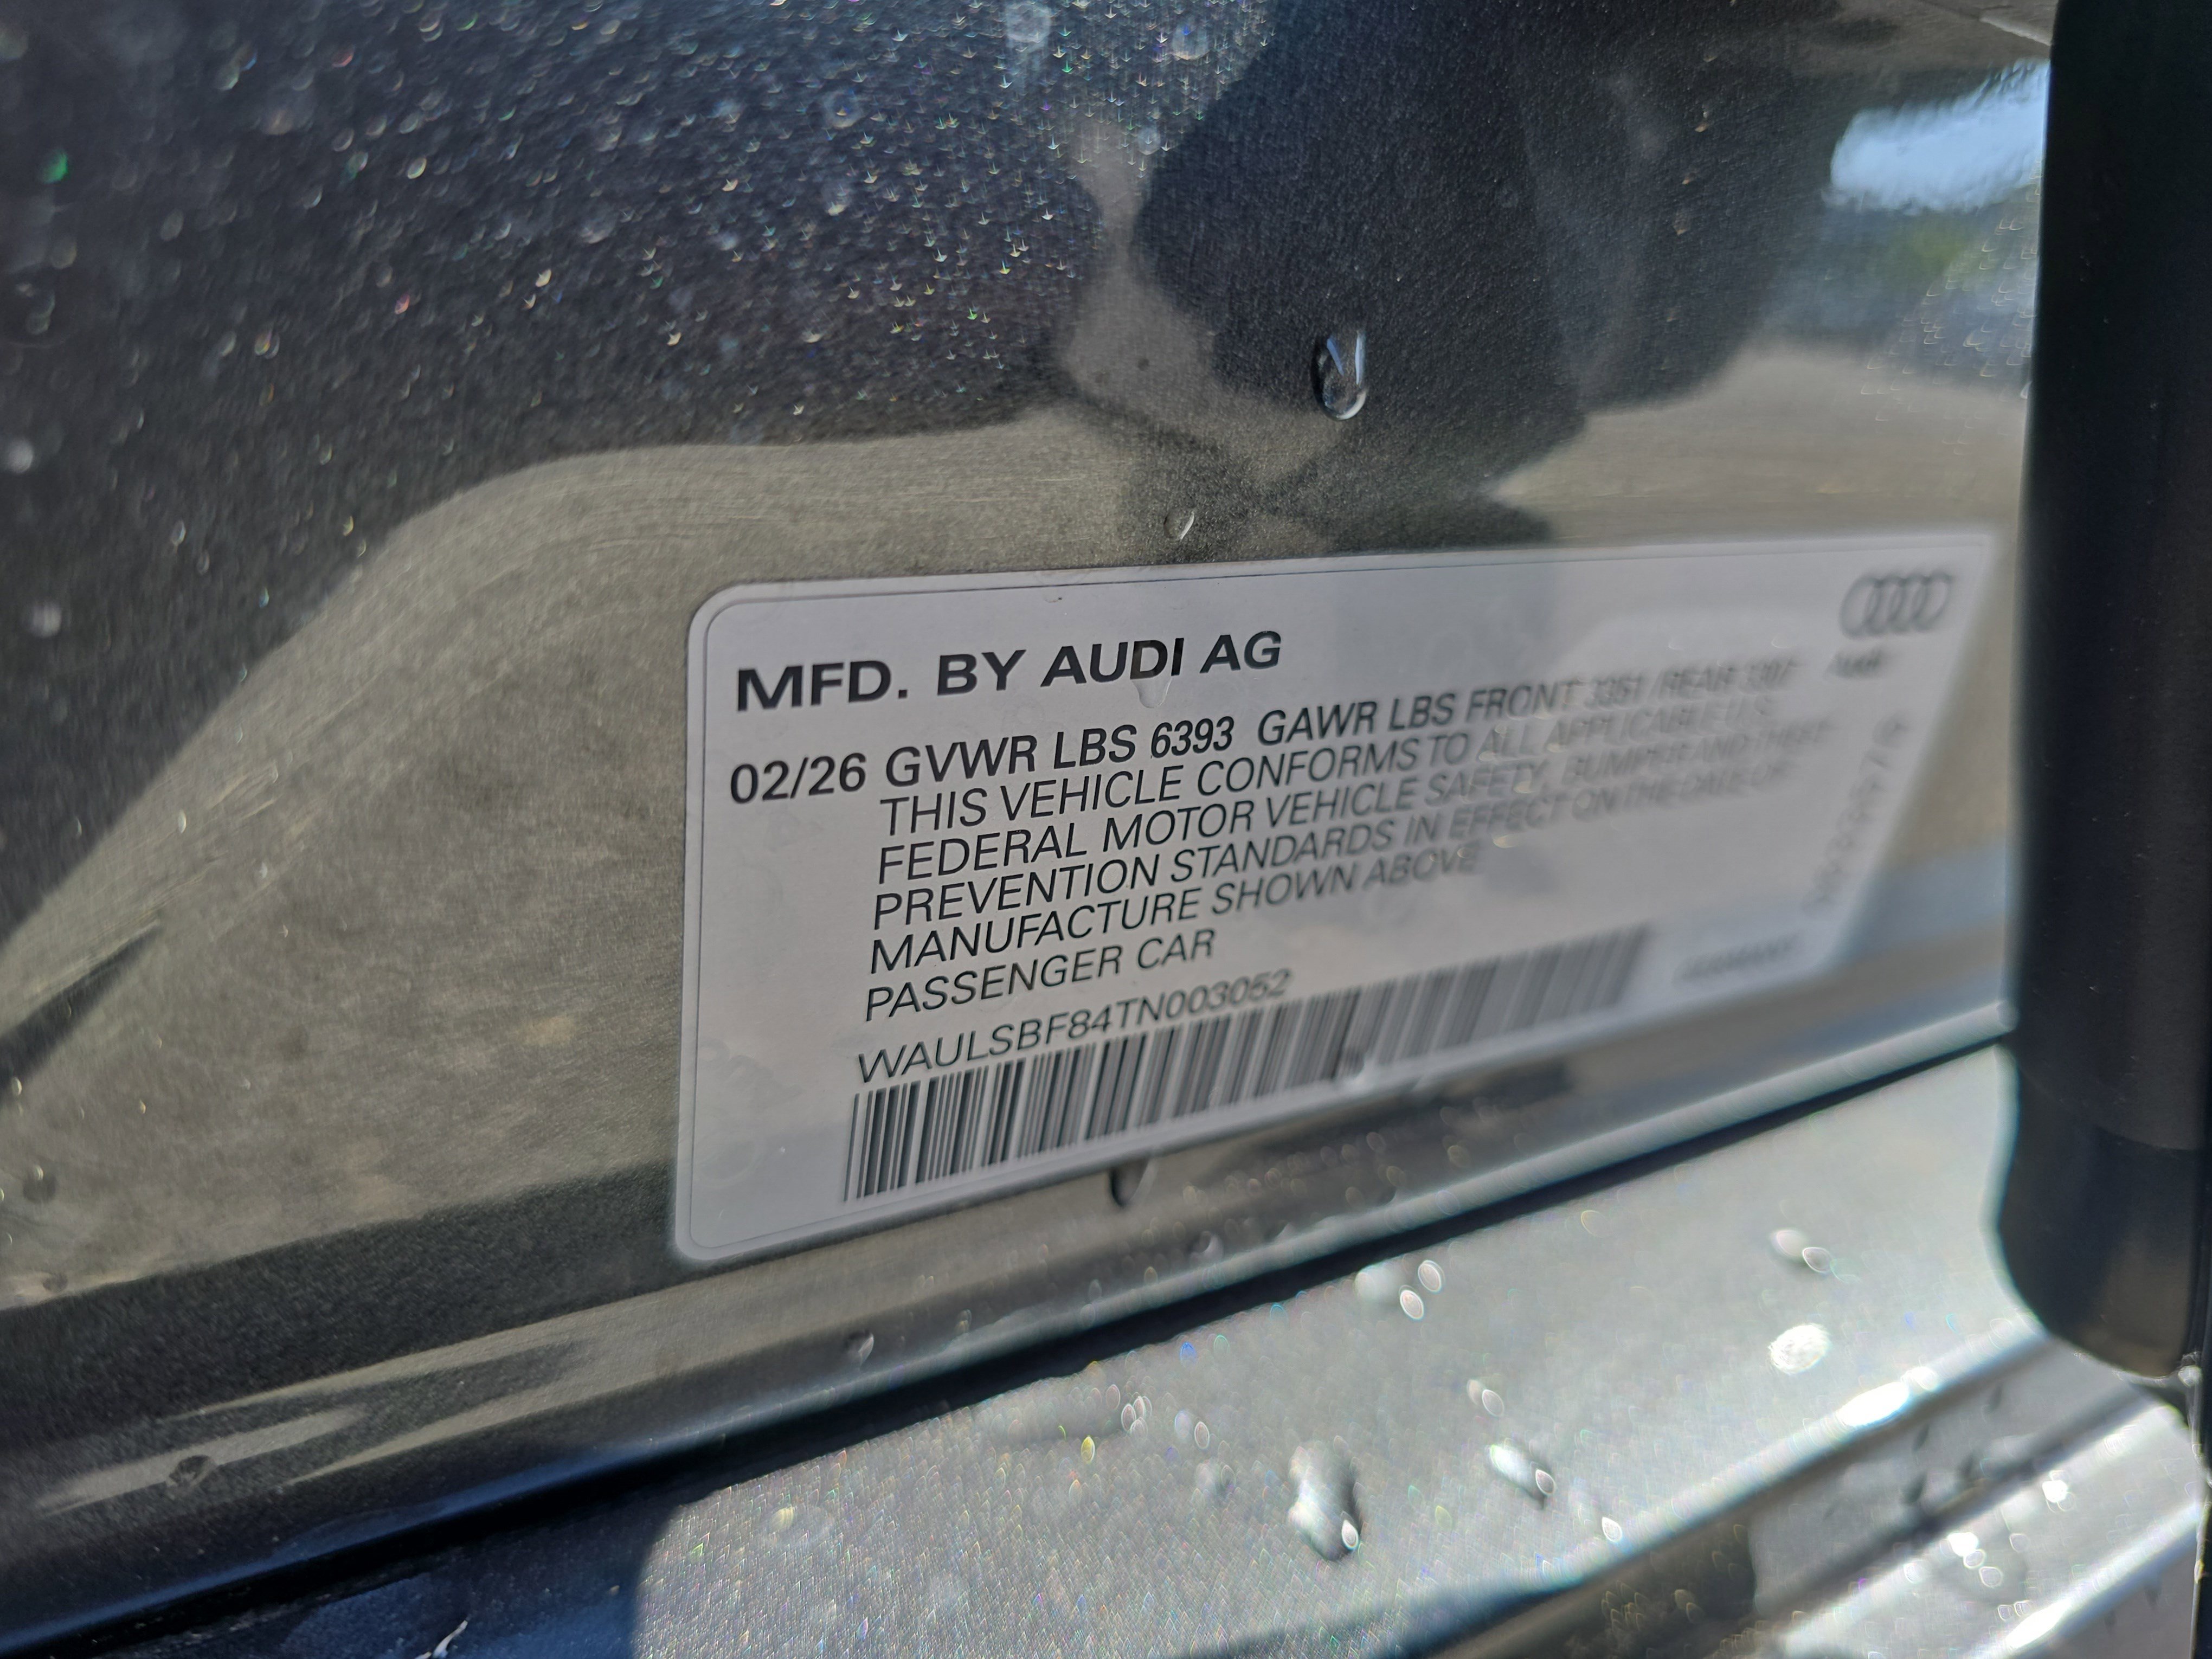 MFD. BY AUDI AG
02/26 GVWR LBS 6393 GAWR LBS FRONT 3351 /REAR
THIS VEHICLE CONFORMS TO ALL APPLICABLE U.S.
FEDERAL MOTOR VEHICLE SAFETY, BUMPER AND THEFT
PREVENTION STANDARDS IN EFFECT ON THE DATE OF
MANUFACTURE SHOWN ABOVE
PASSENGER CAR
WAULSBF84TN003052